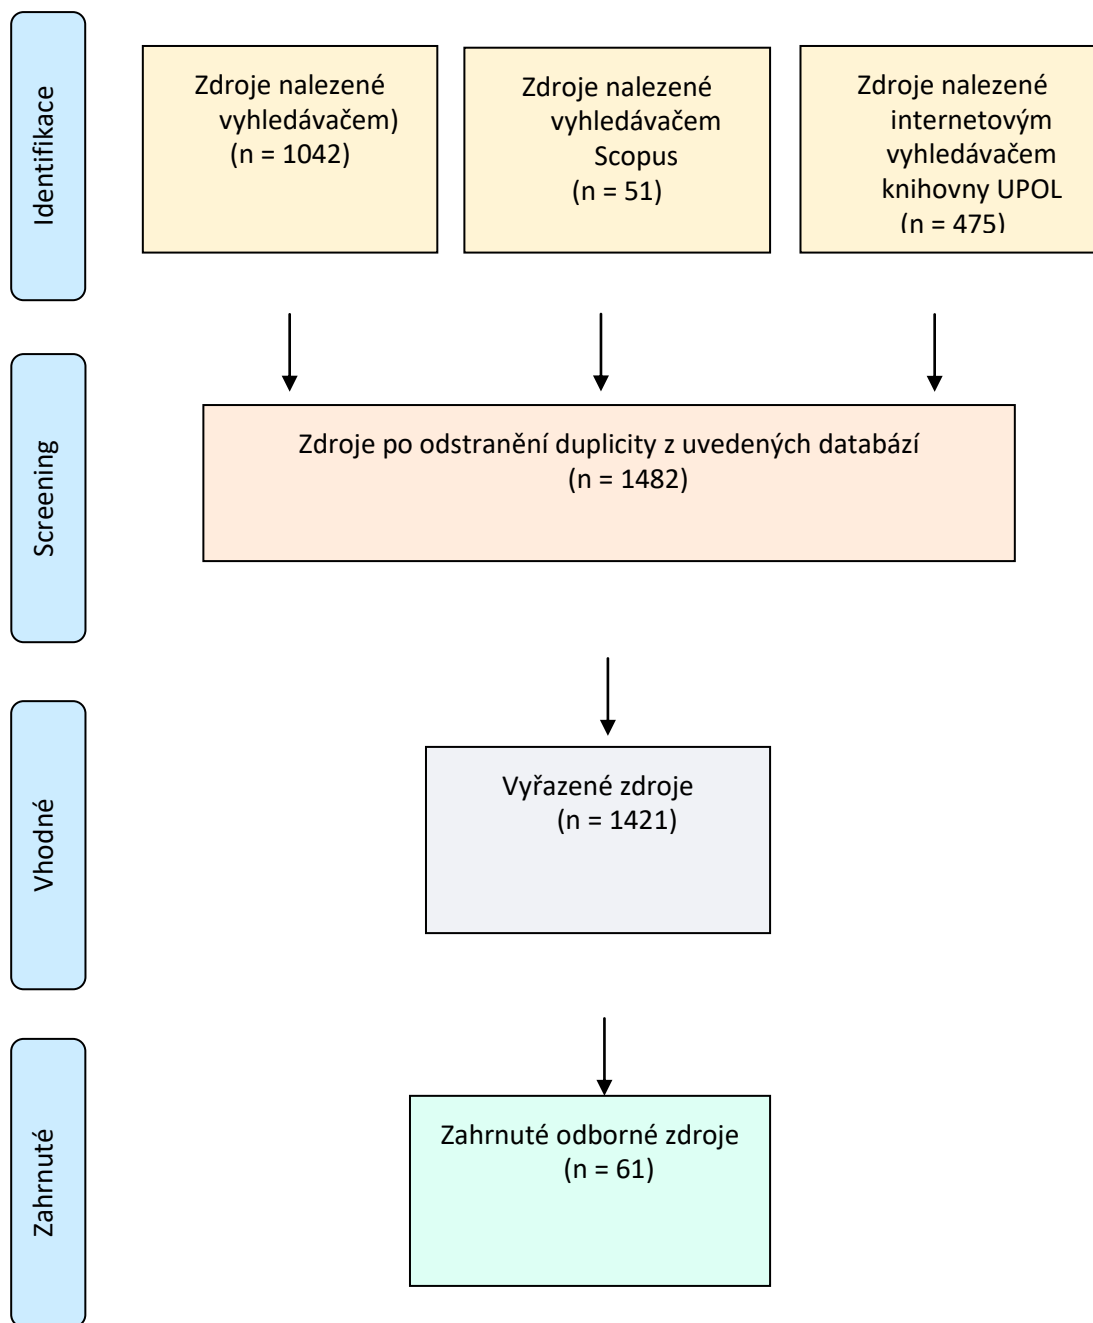 Identifikace
Zdroje nalezené
vyhledávačem)
(n = 1042)
Zdroje nalezené
vyhledávačem
Scopus
(n = 51)
Zdroje nalezené
internetovým
vyhledávačem
knihovny UPOL
(n = 475)
Screening
Zdroje po odstranění duplicity z uvedených databází
(n = 1482)
Vhodné
Vyřazené zdroje
(n = 1421)
Zahrnuté
Zahrnuté odborné zdroje
(n = 61)